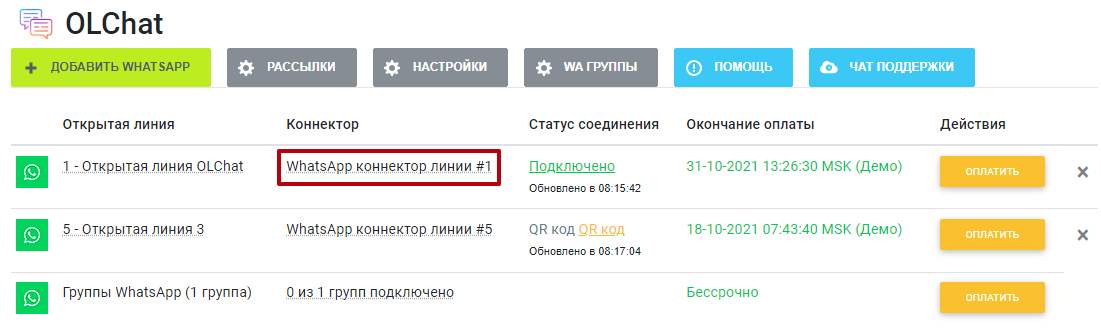 OLChat
ДОБАВИТЬ WHATSAPP РАССЫЛКИ НАСТРОЙКИ WA ГРУППЫ ПОМОЩЬ ЧАТ ПОДДЕРЖКИ
Открытая линия Коннектор Статус соединения Окончание оплаты Действия
1 - Открытая линия OLChat WhatsApp коннектор линии #1 Подключено 31-10-2021 13:26:30 MSK (Демо) ОПЛАТИТЬ
Обновлено в 08:15:42
5 - Открытая линия 3 WhatsApp коннектор линии #5 QR код QR код 18-10-2021 07:43:40 MSK (Демо) ОПЛАТИТЬ
Обновлено в 08:17:04
Группы WhatsApp (1 группа) 0 из 1 групп подключено Бессрочно ОПЛАТИТЬ